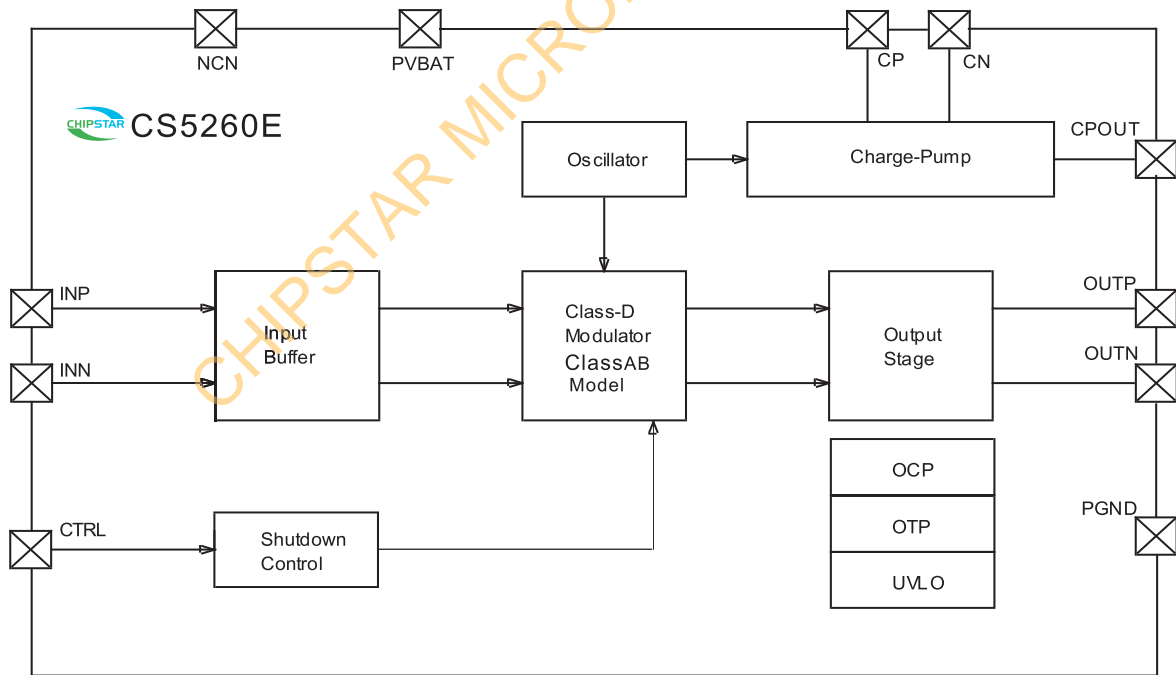 NCN
PVBAT
CP
CN
CHIPSTAR CS5260E
CPOUT
Oscillator
Charge-Pump
INP
INN
Input
Buffer
Class-D
Modulator
ClassAB
Model
Output
Stage
OUTP
OUTN
OCP
OTP
UVLO
PGND
CTRL
Shutdown
Control
CHIPSTAR